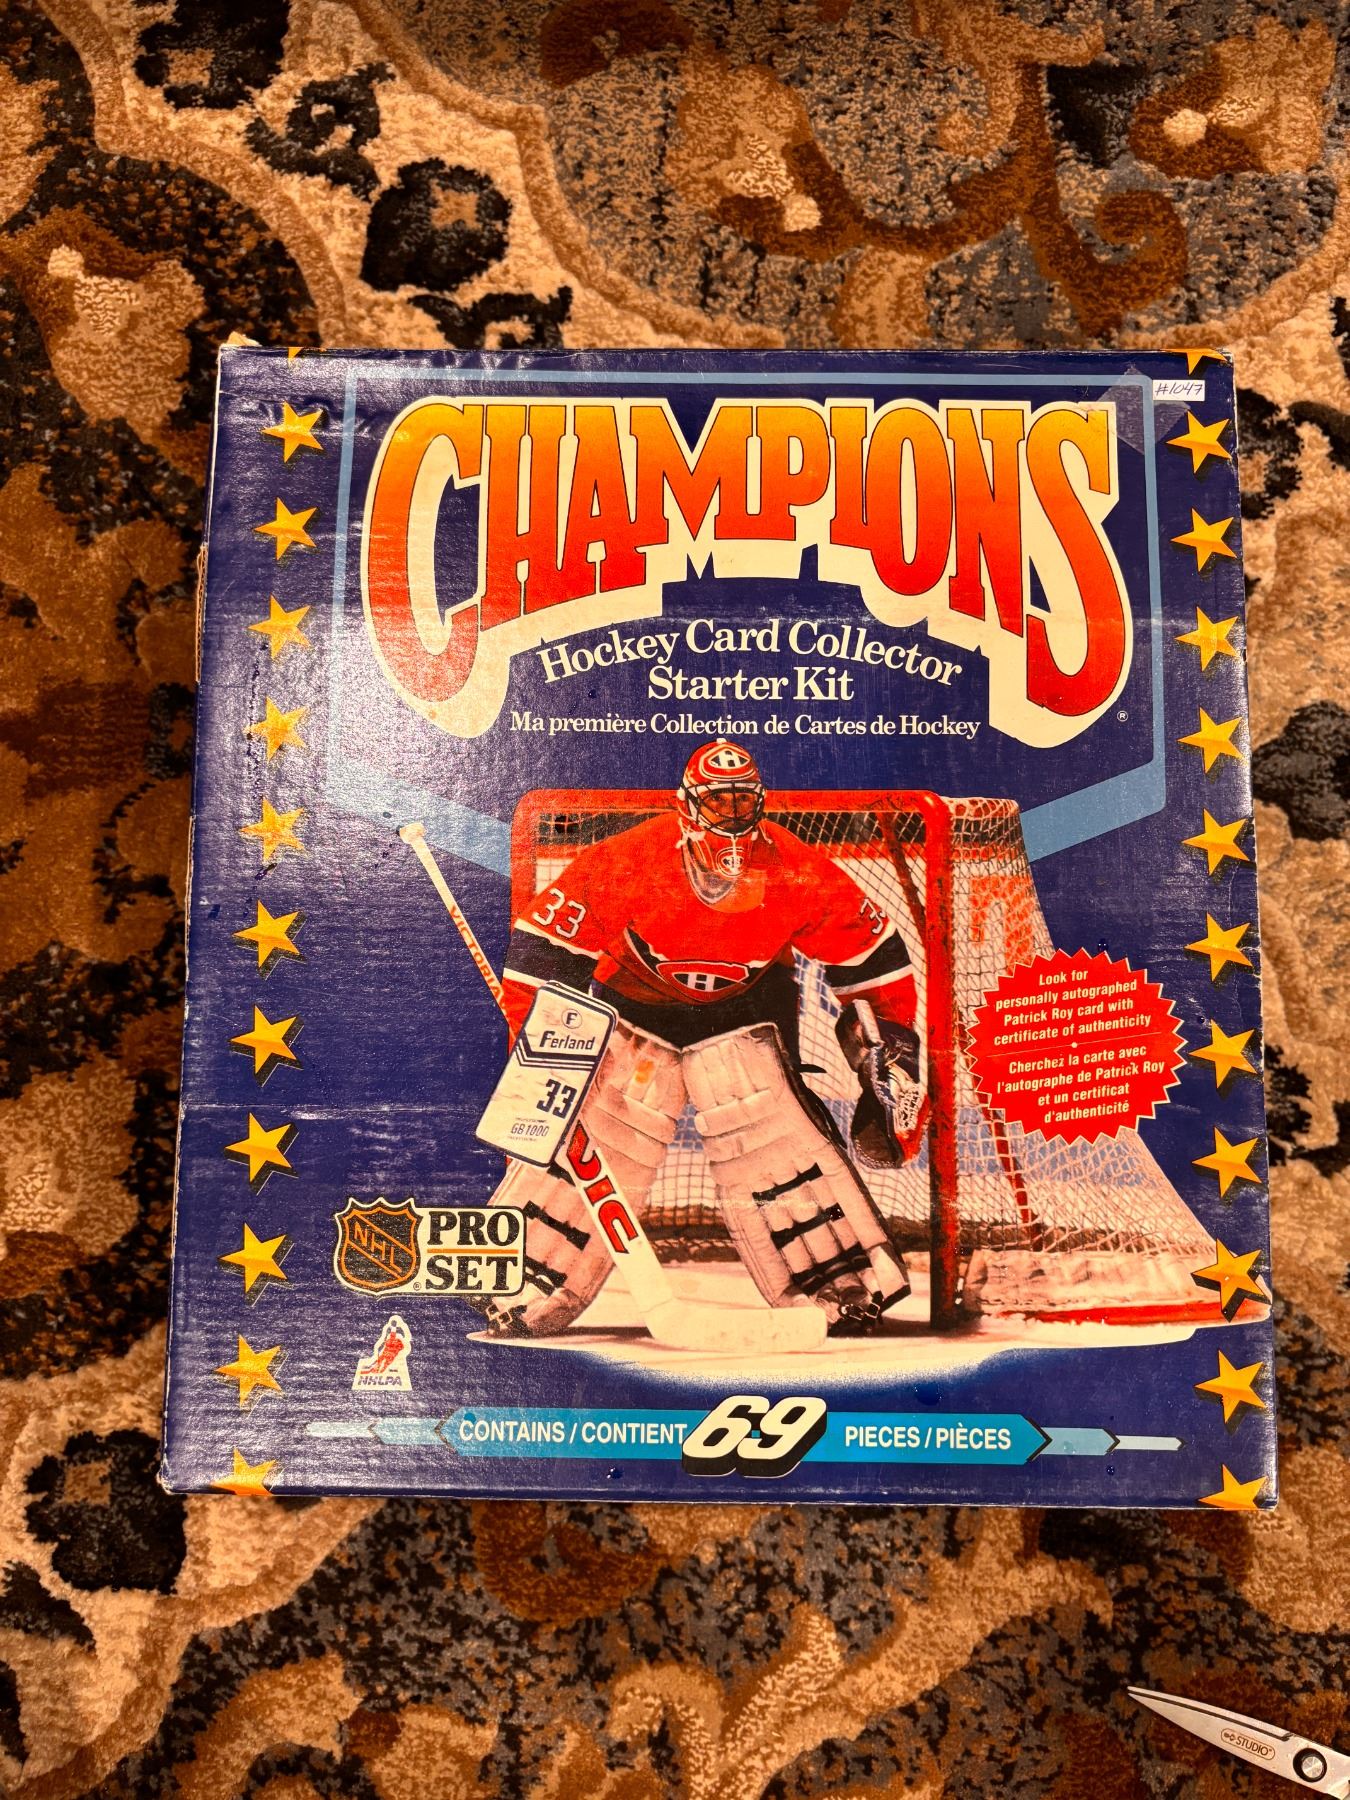 #1047
CHAMPIONS
®
Hockey Card Collector
Starter Kit
Ma première Collection de Cartes de Hockey
33
VICTORIA
F
Ferland
33
GB1000
VIC
Look for
personally autographed
Patrick Roy card with
certificate of authenticity
Cherchez la carte avec
l'autographe de Patrick Roy
et un certificat
d'authenticité
NHL
PRO
SET
®
NHLPA
CONTAINS / CONTIENT 69 PIECES / PIÈCES
STUDIO